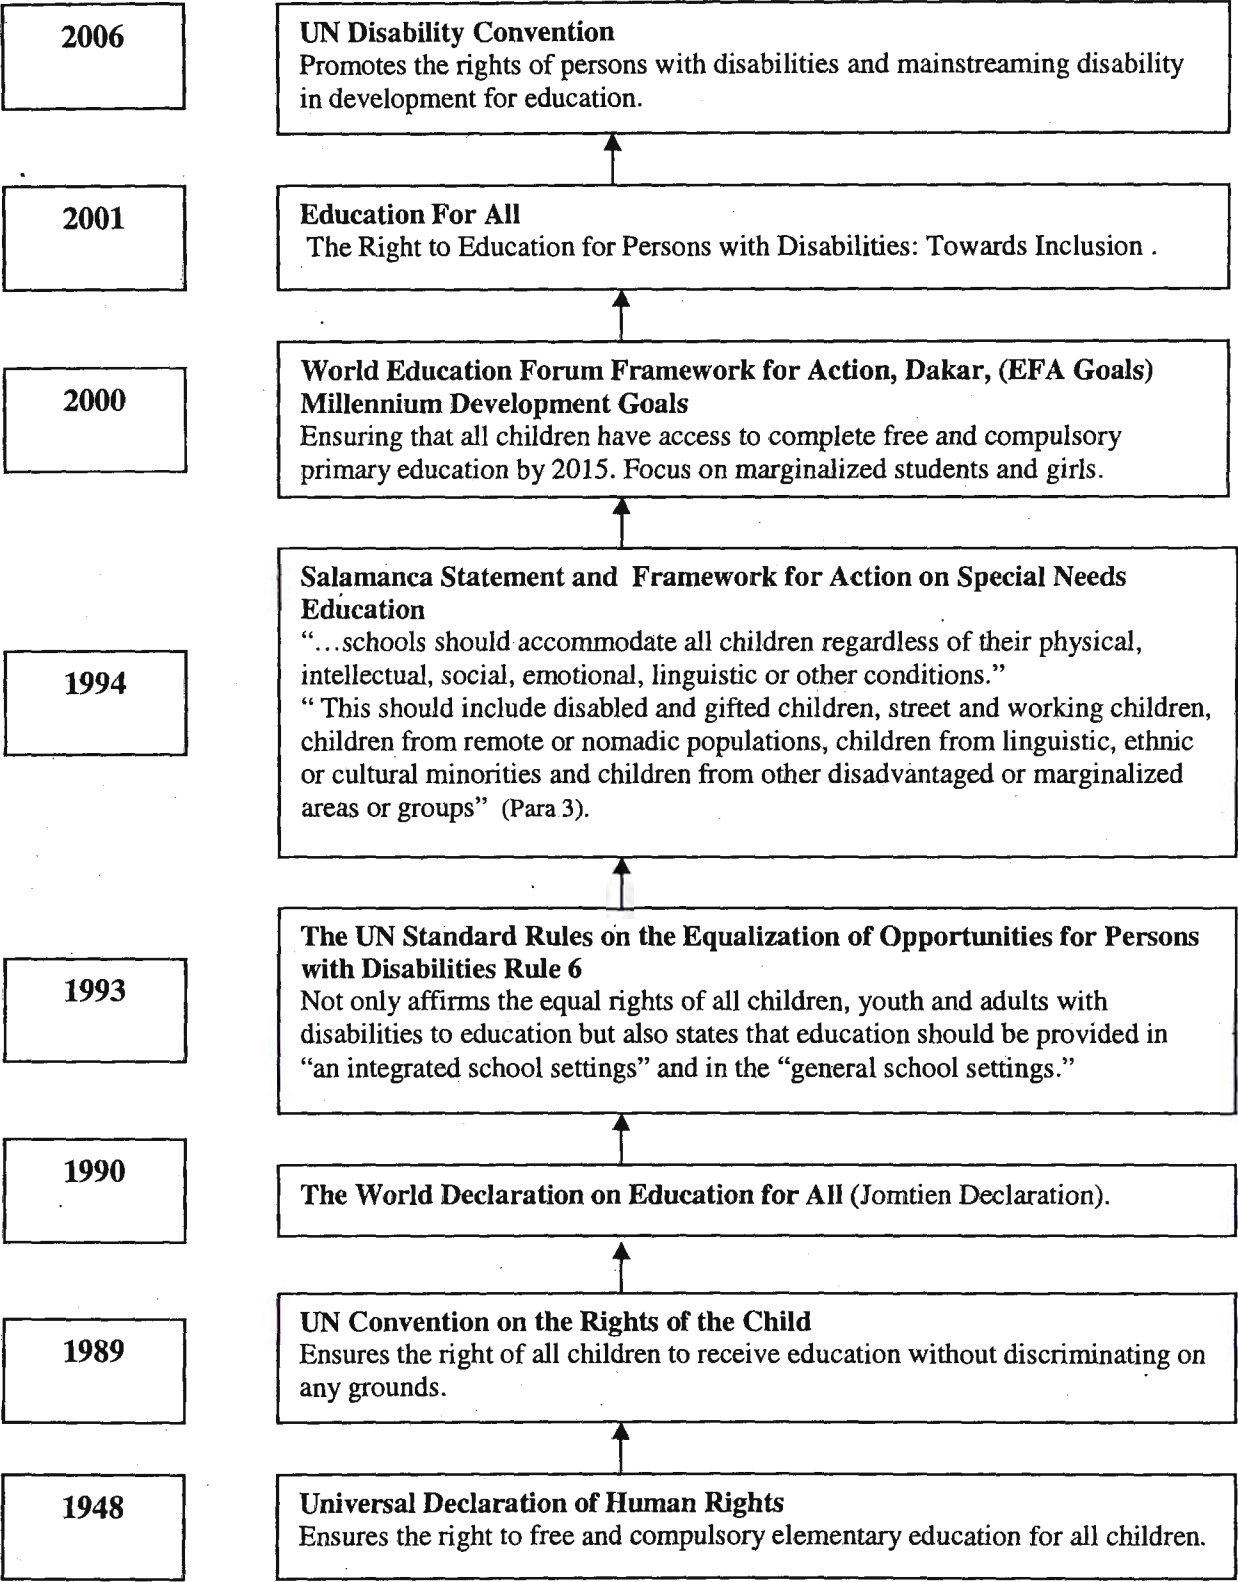 2006
UN Disability Convention
Promotes the rights of persons with disabilities and mainstreaming disability
in development for education.
2001
Education For All
The Right to Education for Persons with Disabilities: Towards Inclusion .
2000
World Education Forum Framework for Action, Dakar, (EFA Goals)
Millennium Development Goals
Ensuring that all children have access to complete free and compulsory
primary education by 2015. Focus on marginalized students and girls.
1994
Salamanca Statement and Framework for Action on Special Needs
Education
“…schools should accommodate all children regardless of their physical,
intellectual, social, emotional, linguistic or other conditions.”
“ This should include disabled and gifted children, street and working children,
children from remote or nomadic populations, children from linguistic, ethnic
or cultural minorities and children from other disadvantaged or marginalized
areas or groups” (Para 3).
1993
The UN Standard Rules on the Equalization of Opportunities for Persons
with Disabilities Rule 6
Not only affirms the equal rights of all children, youth and adults with
disabilities to education but also states that education should be provided in
“an integrated school settings” and in the “general school settings.”
1990
The World Declaration on Education for All (Jomtien Declaration).
1989
UN Convention on the Rights of the Child
Ensures the right of all children to receive education without discriminating on
any grounds.
1948
Universal Declaration of Human Rights
Ensures the right to free and compulsory elementary education for all children.